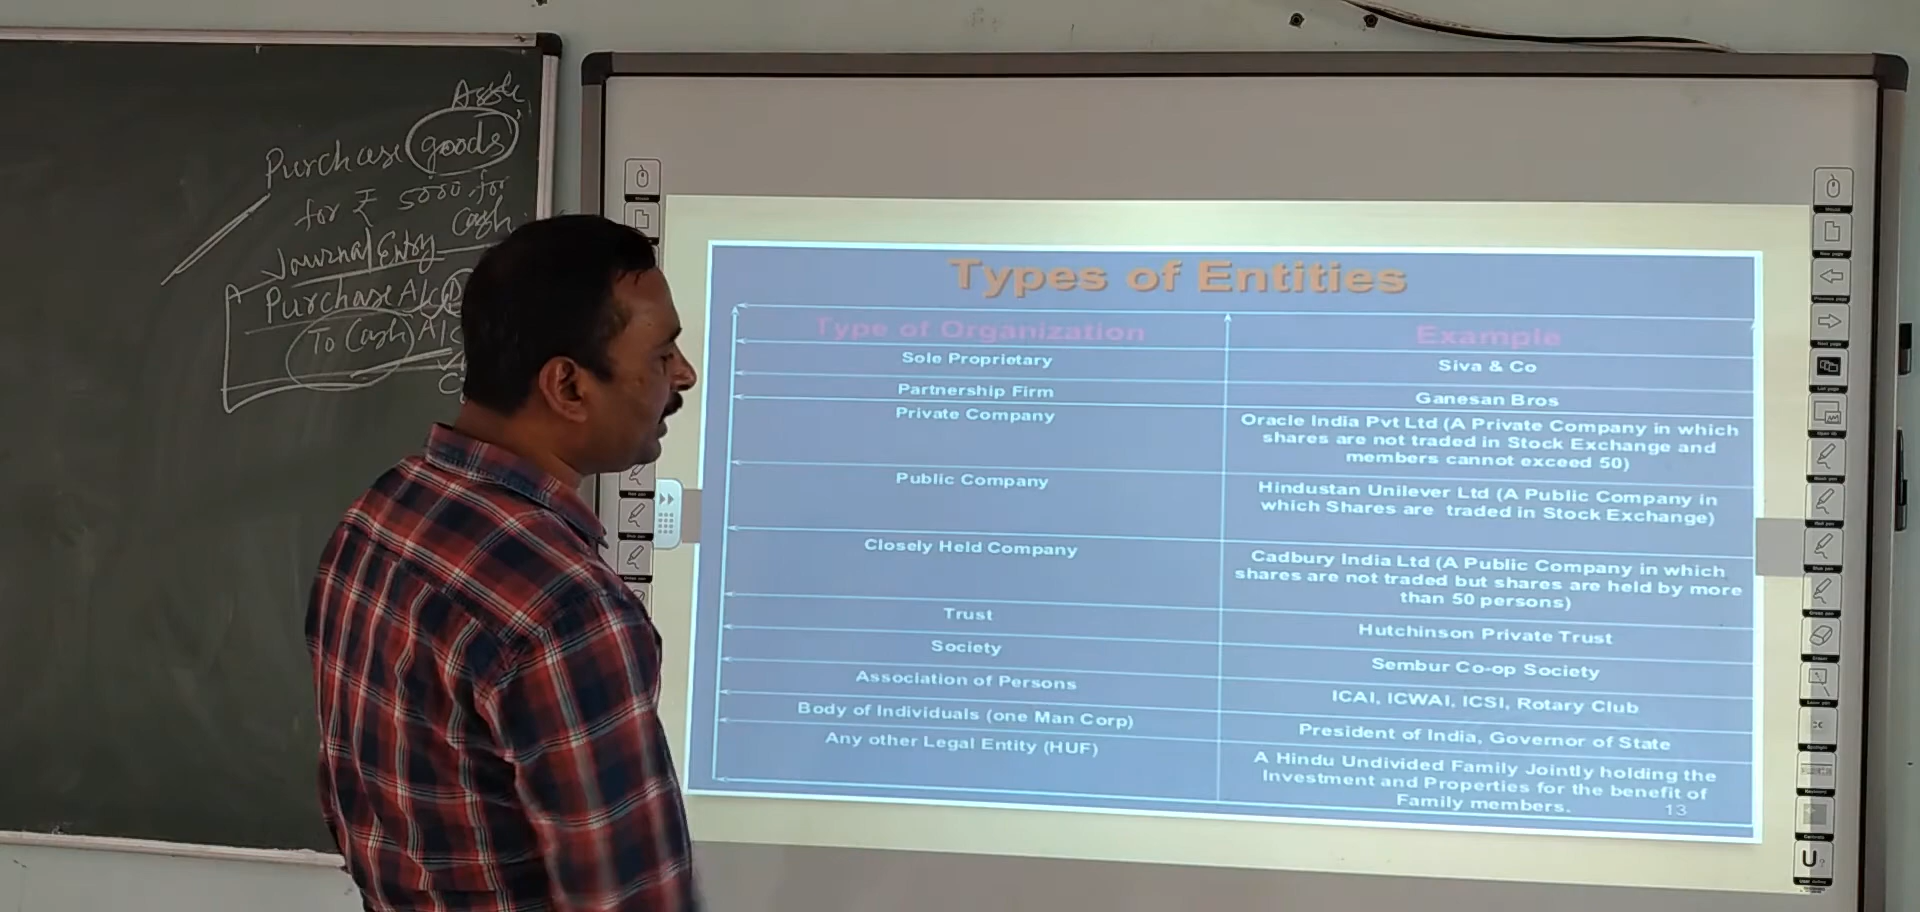 Purchase goods
for ₹ 5000 for
Cash
Journal Entry
Purchase A/c
To Cash A/c
Types of Entities
Type of Organization
Example
Sole Proprietary
Siva & Co
Partnership Firm
Ganesan Bros
Private Company
Oracle India Pvt Ltd (A Private Company in which
shares are not traded in Stock Exchange and
members cannot exceed 50)
Public Company
Hindustan Unilever Ltd (A Public Company in
which Shares are traded in Stock Exchange)
Closely Held Company
Cadbury India Ltd (A Public Company in which
shares are not traded but shares are held by more
than 50 persons)
Trust
Hutchinson Private Trust
Society
Sembur Co-op Society
Association of Persons
ICAI, ICWAI, ICSI, Rotary Club
Body of Individuals (one Man Corp)
President of India, Governor of State
Any other Legal Entity (HUF)
A Hindu Undivided Family Jointly holding the
Investment and Properties for the benefit of
Family members.
13